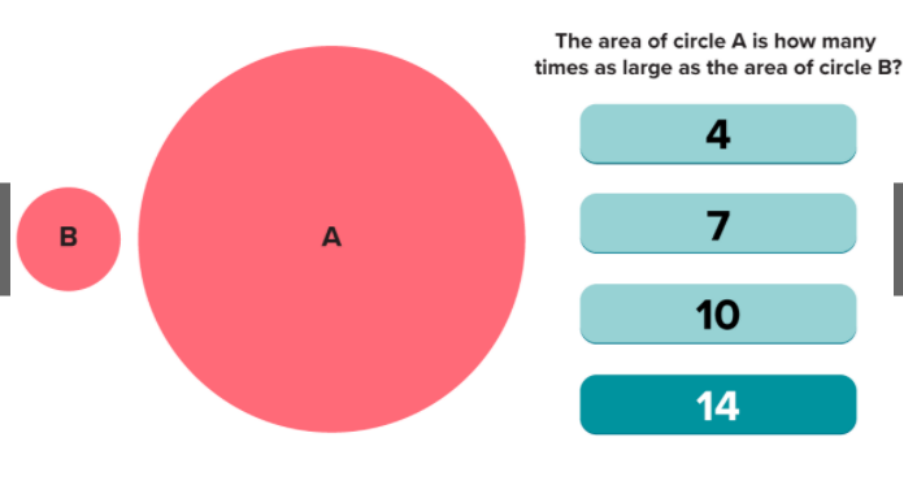 The area of circle A is how many
times as large as the area of circle B?
B
A
4
7
10
14